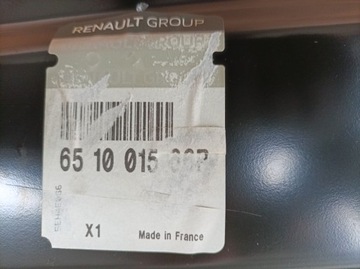 RENAULT GROUP
65 10 015
X1 Made in France